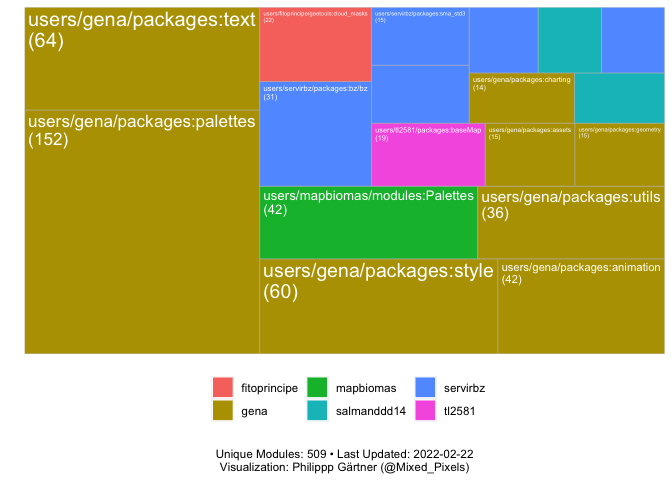 users/gena/packages:text
(64)
users/gena/packages:palettes
(152)
users/fitoprincipe/geetools:cloud_masks
(22)
users/servirbz/packages:bz/bz
(31)
users/servirbz/packages:sma_std3
(15)
users/gena/packages:charting
(14)
users/tl2581/packages:baseMap
(19)
users/gena/packages:assets
(15)
users/gena/packages:geometry
(15)
users/mapbiomas/modules:Palettes
(42)
users/gena/packages:utils
(36)
users/gena/packages:style
(60)
users/gena/packages:animation
(42)
fitoprincipe
mapbiomas
servirbz
gena
salmanddd14
tl2581
Unique Modules: 509 • Last Updated: 2022-02-22
Visualization: Philippp Gärtner (@Mixed_Pixels)